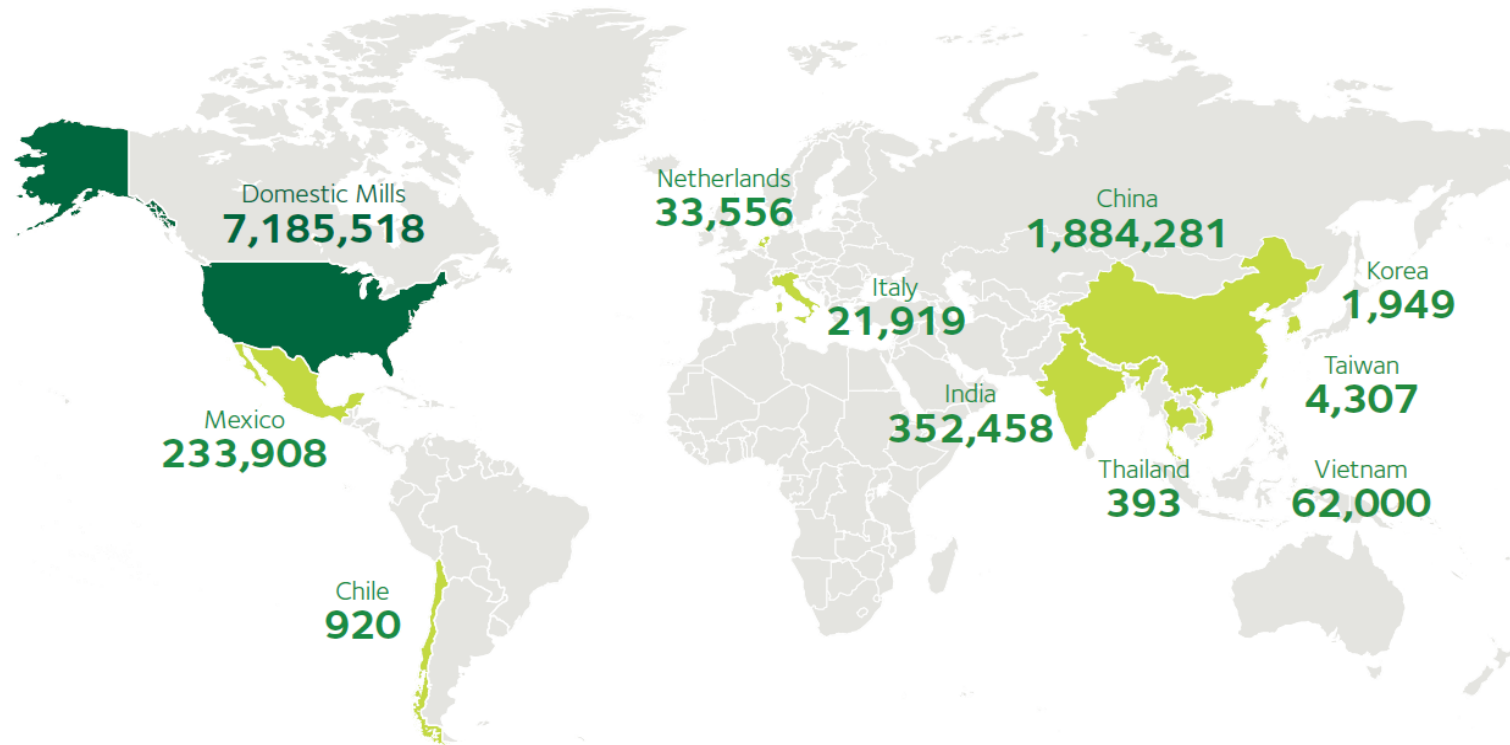 Domestic Mills
7,185,518
Netherlands
33,556
China
1,884,281
Korea
1,949
Italy
21,919
Taiwan
4,307
India
352,458
Mexico
233,908
Thailand
393
Vietnam
62,000
Chile
920